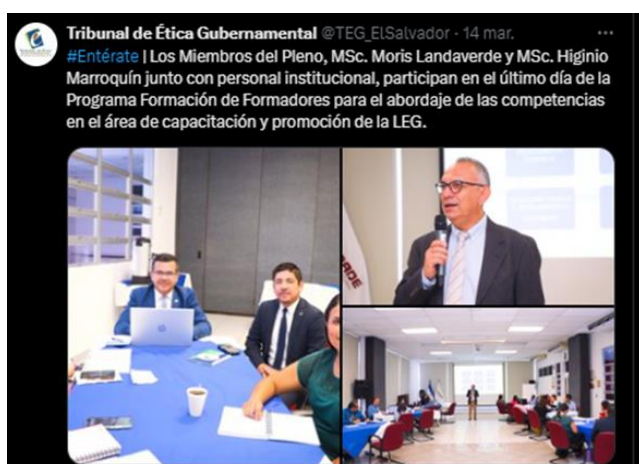 Tribunal de Ética Gubernamental @TEG_ElSalvador · 14 mar.
#Entérate | Los Miembros del Pleno, MSc. Moris Landaverde y MSc. Higinio
Marroquín junto con personal institucional, participan en el último día de la
Programa Formación de Formadores para el abordaje de las competencias
en el área de capacitación y promoción de la LEG.